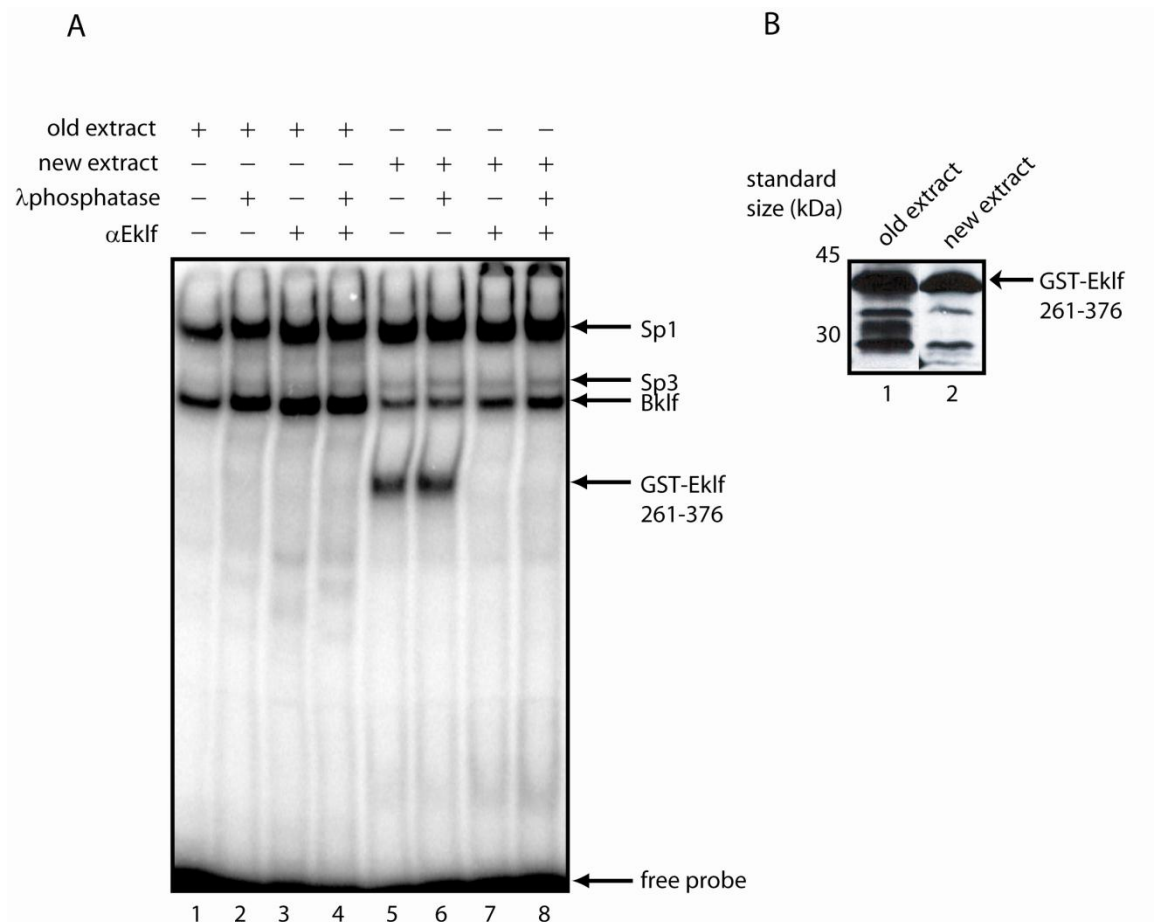 A
old extract + + + + − − − −
new extract − − − − + + + +
λphosphatase − + − + − + − +
αEklf − − + + − − + +
Sp1
Sp3
Bklf
GST-Eklf
261-376
free probe
1 2 3 4 5 6 7 8
B
standard
size (kDa)
old extract
new extract
45
30
GST-Eklf
261-376
1 2